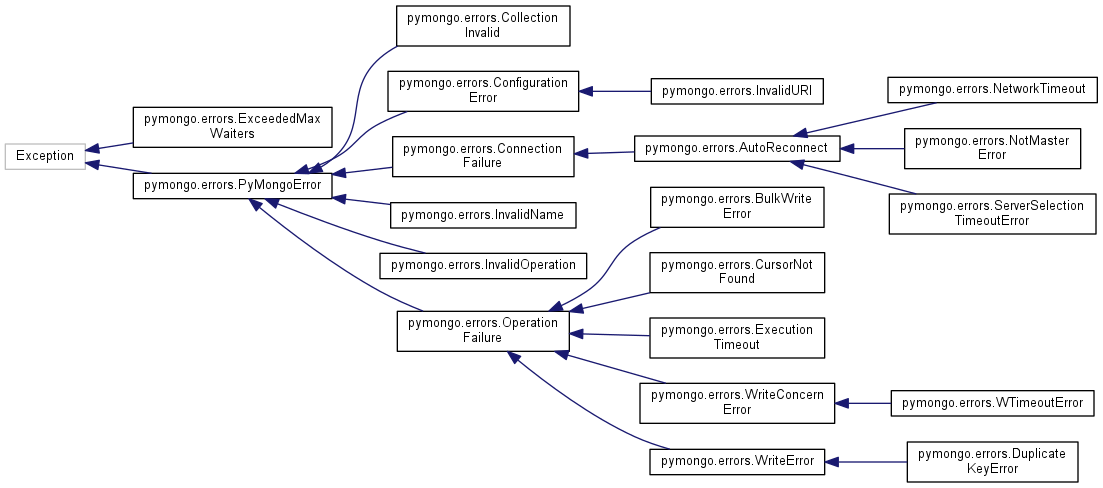 pymongo.errors.Collection
Invalid
pymongo.errors.Configuration
Error
pymongo.errors.InvalidURI
pymongo.errors.NetworkTimeout
pymongo.errors.ExceededMax
Waiters
Exception
pymongo.errors.Connection
Failure
pymongo.errors.AutoReconnect
pymongo.errors.NotMaster
Error
pymongo.errors.PyMongoError
pymongo.errors.InvalidName
pymongo.errors.BulkWrite
Error
pymongo.errors.ServerSelection
TimeoutError
pymongo.errors.InvalidOperation
pymongo.errors.CursorNot
Found
pymongo.errors.Operation
Failure
pymongo.errors.Execution
Timeout
pymongo.errors.WriteConcern
Error
pymongo.errors.WTimeoutError
pymongo.errors.WriteError
pymongo.errors.Duplicate
KeyError